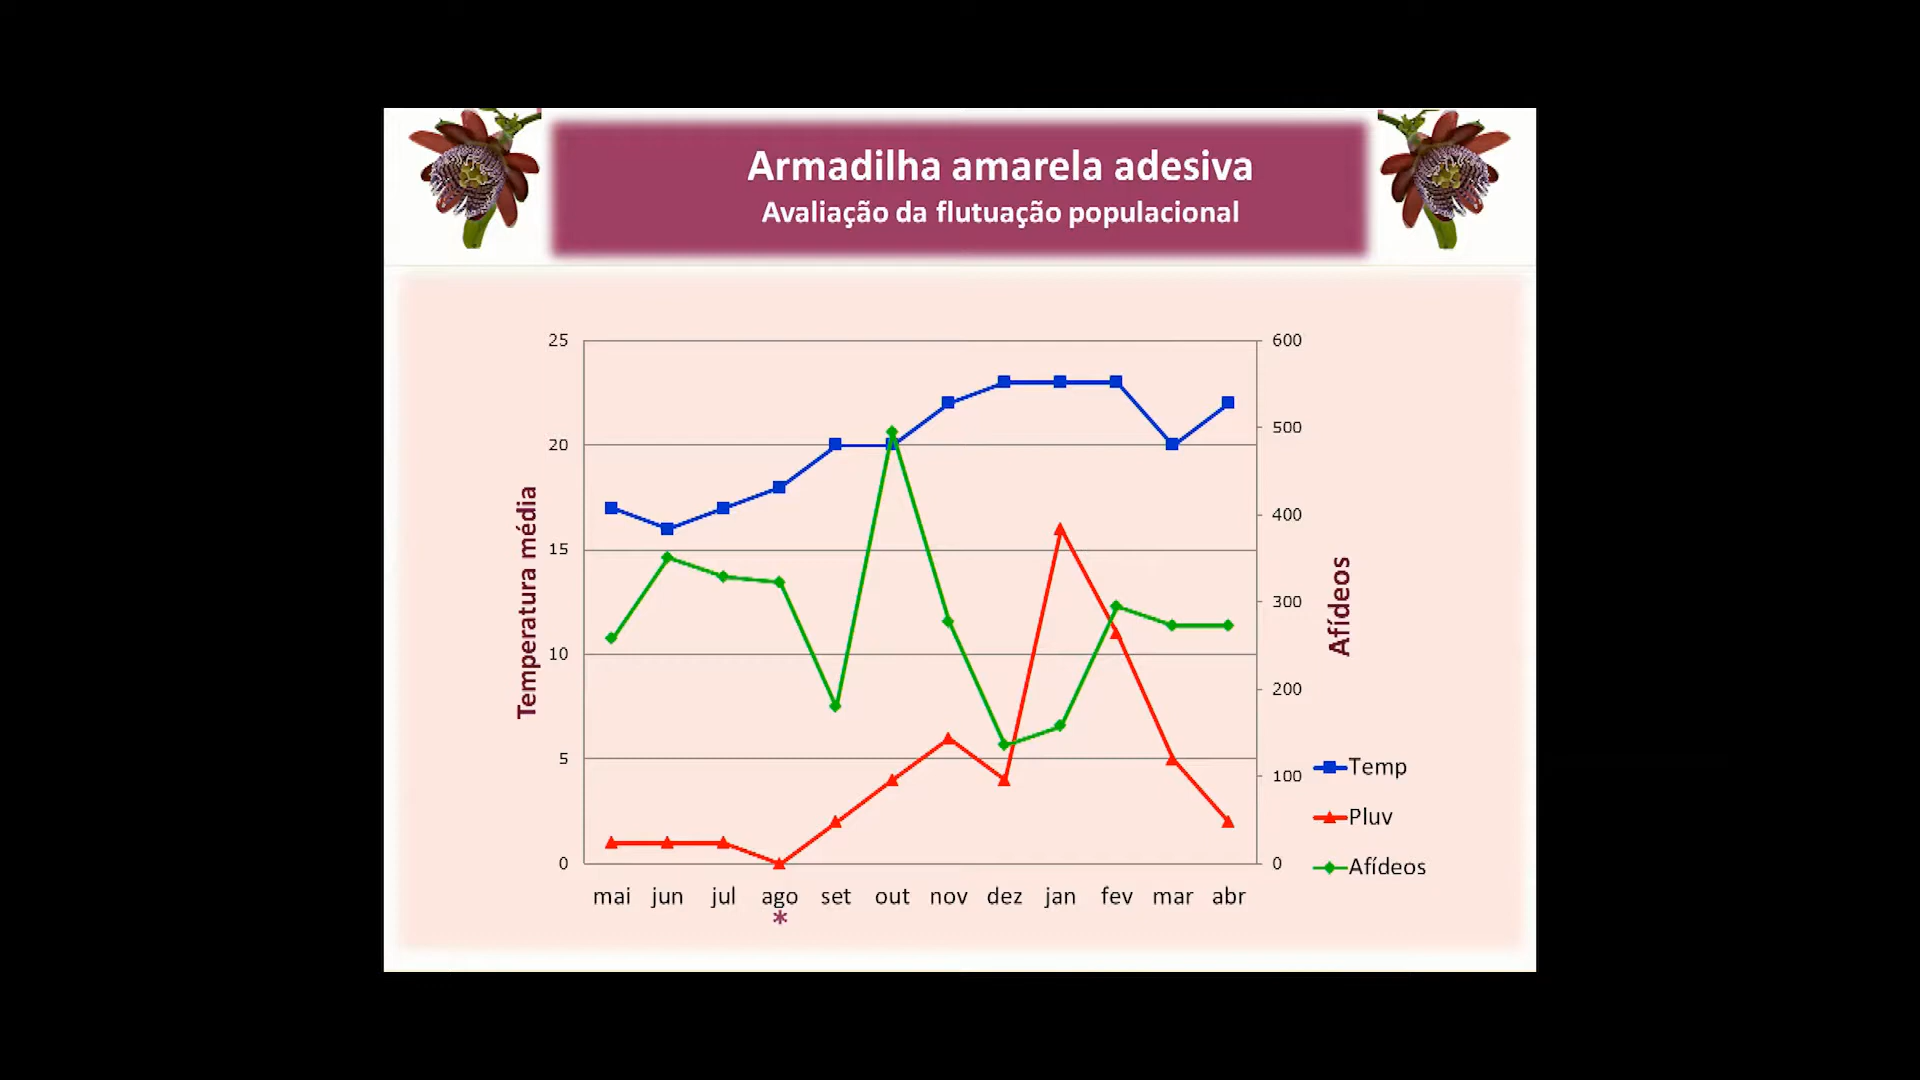 Armadilha amarela adesiva
Avaliação da flutuação populacional
25
20
15
10
5
0
Temperatura média
600
500
400
300
200
100
0
Afídeos
mai jun jul ago set out nov dez jan fev mar abr
*
Temp
Pluv
Afídeos